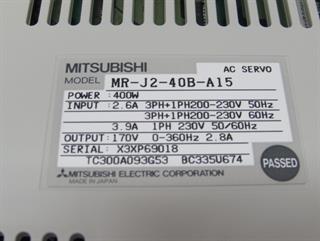 MITSUBISHI
AC SERVO
MODEL MR-J2-40B-A15
POWER: 400W
INPUT: 2.6A 3PH+1PH200-230V 50Hz
3PH+1PH200-230V 60Hz
3.9A 1PH 230V 50/60Hz
OUTPUT: 170V 0-360Hz 2.8A
SERIAL: X3XP69018
TC300A093G53 BC335U674
PASSED
MITSUBISHI ELECTRIC CORPORATION
MADE IN JAPAN